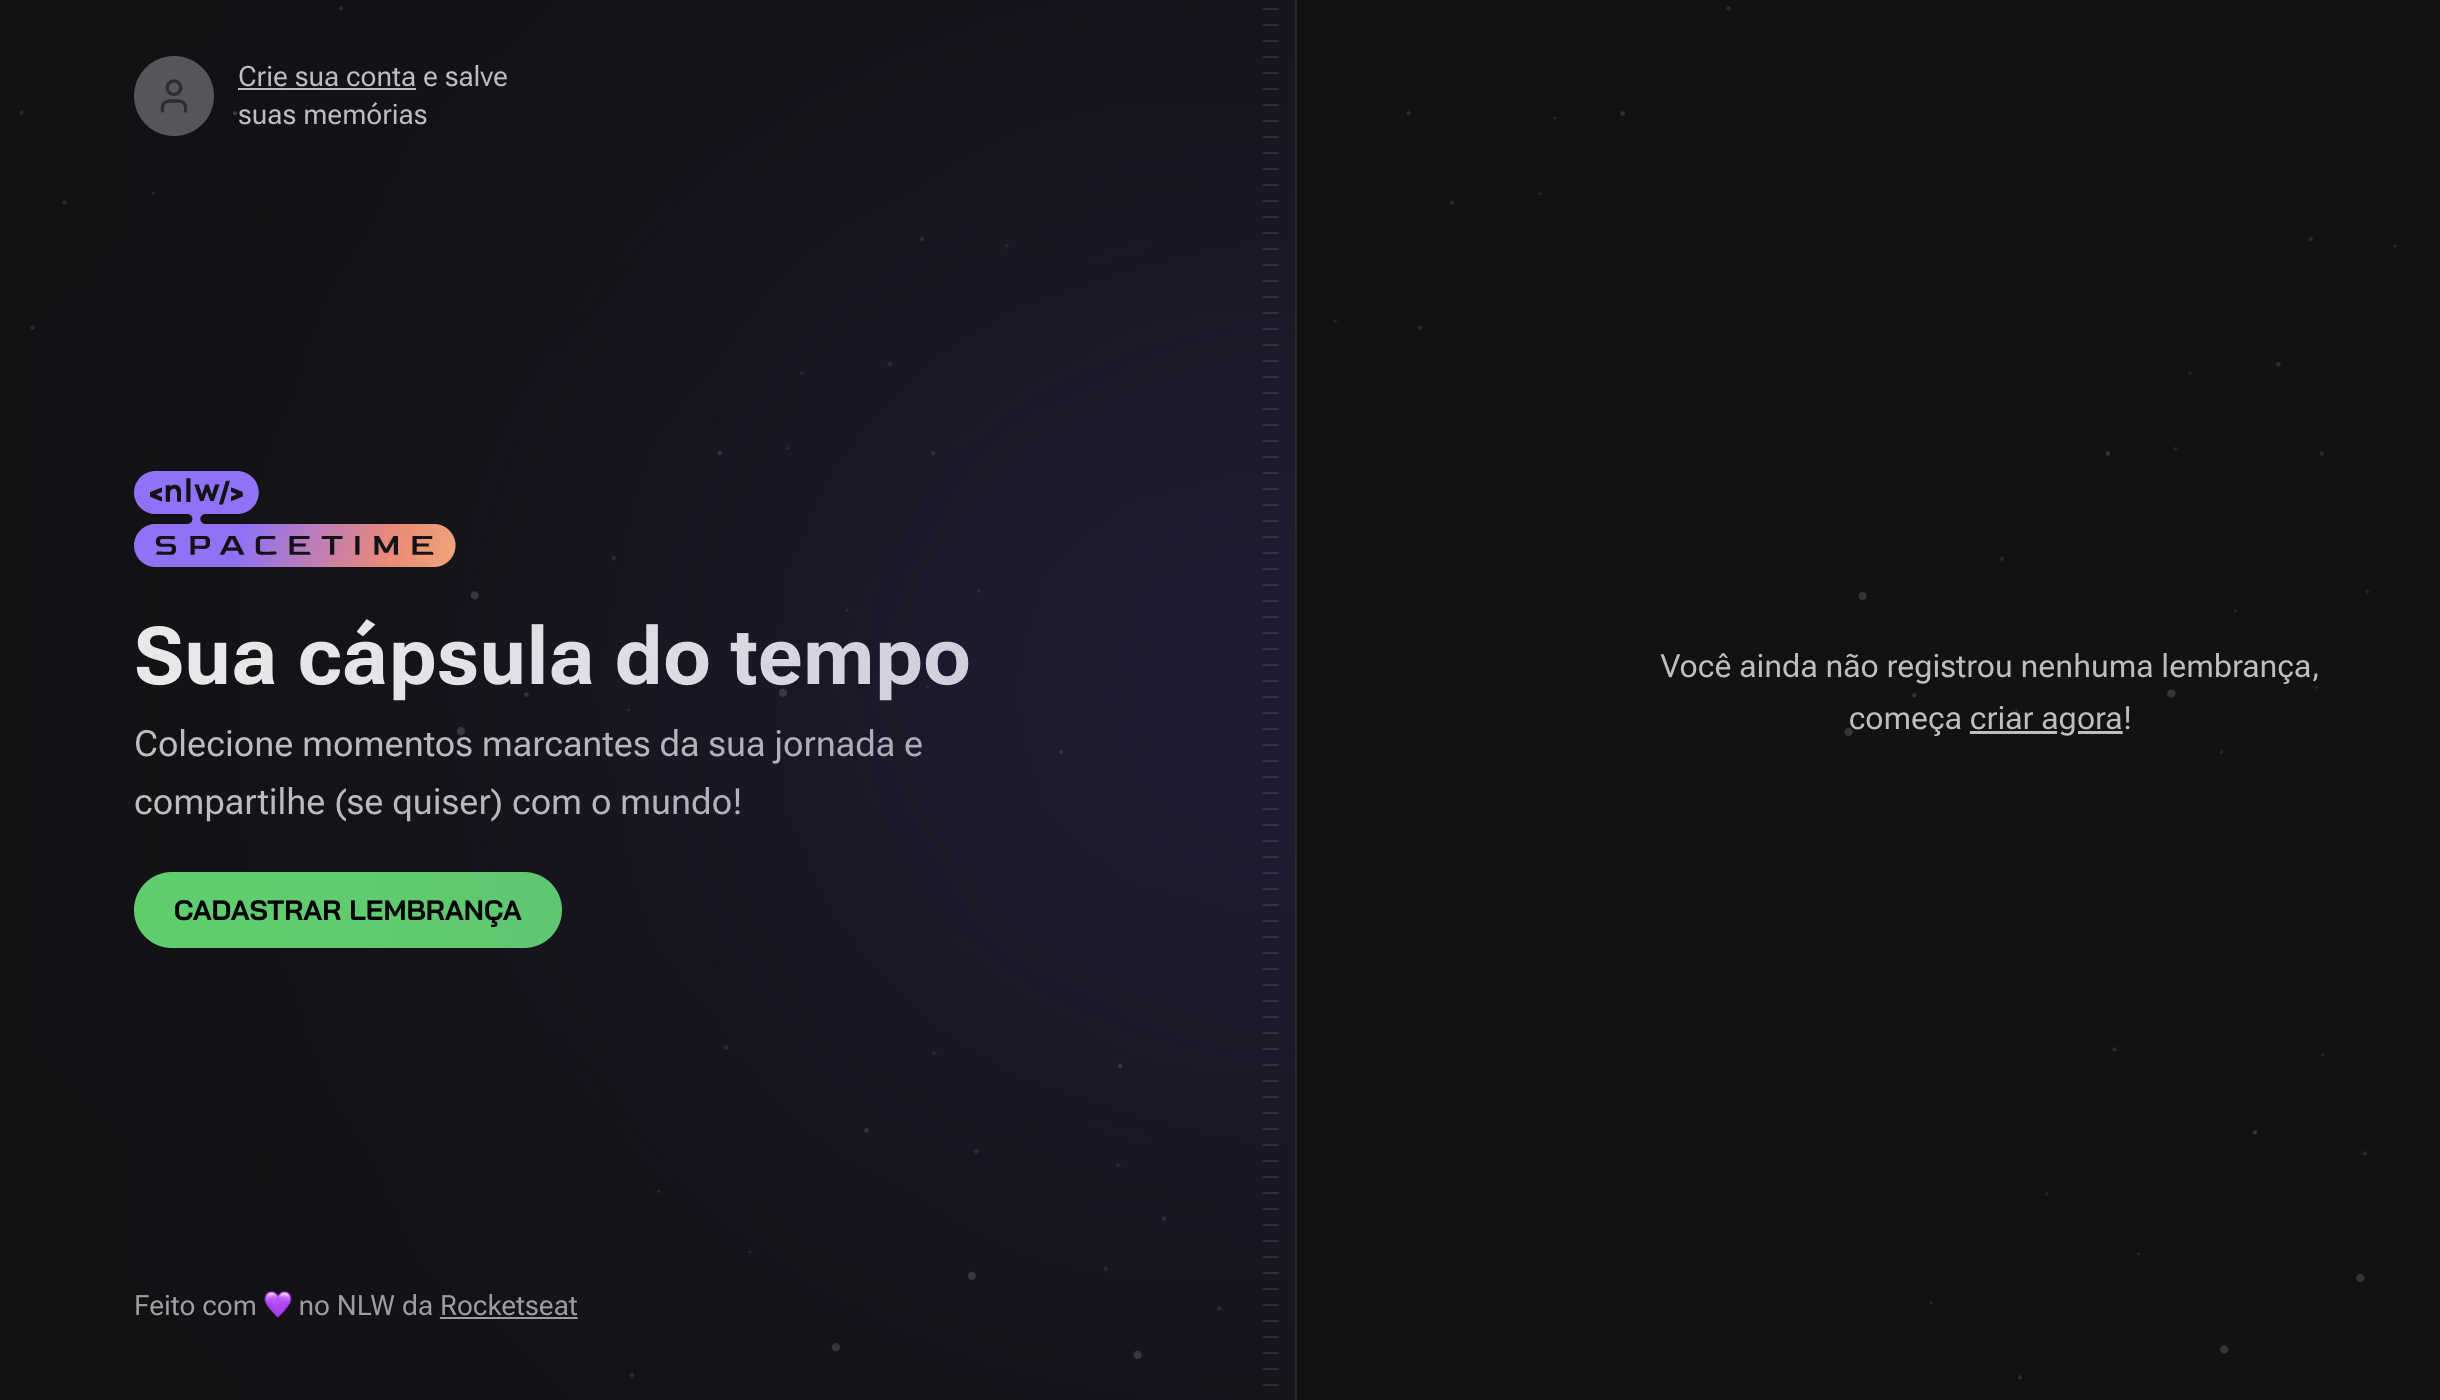 Crie sua conta e salve
suas memórias
<nlw/>
SPACETIME
Sua cápsula do tempo
Colecione momentos marcantes da sua jornada e
compartilhe (se quiser) com o mundo!
CADASTRAR LEMBRANÇA
Feito com 💜 no NLW da Rocketseat
Você ainda não registrou nenhuma lembrança,
começa criar agora!